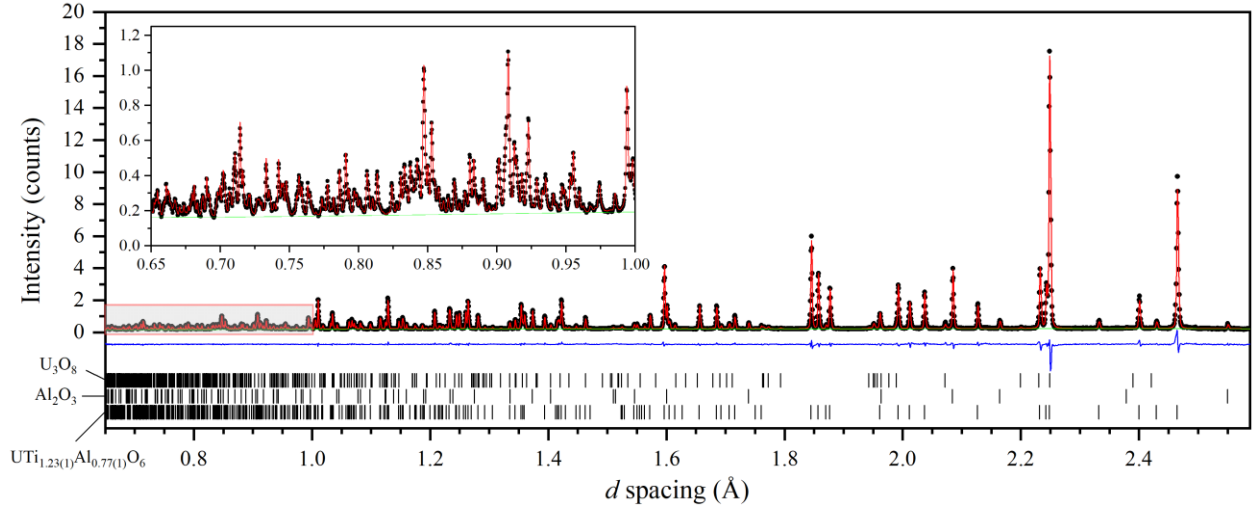 20
18
16
14
12
10
8
6
4
2
0
Intensity (counts)
1.2
1.0
0.8
0.6
0.4
0.2
0.0
0.65 0.70 0.75 0.80 0.85 0.90 0.95 1.00
U₃O₈
Al₂O₃
UTi₁.₂₃₍₁₎Al₀.₇₇₍₁₎O₆
0.8 1.0 1.2 1.4 1.6 1.8 2.0 2.2 2.4
d spacing (Å)